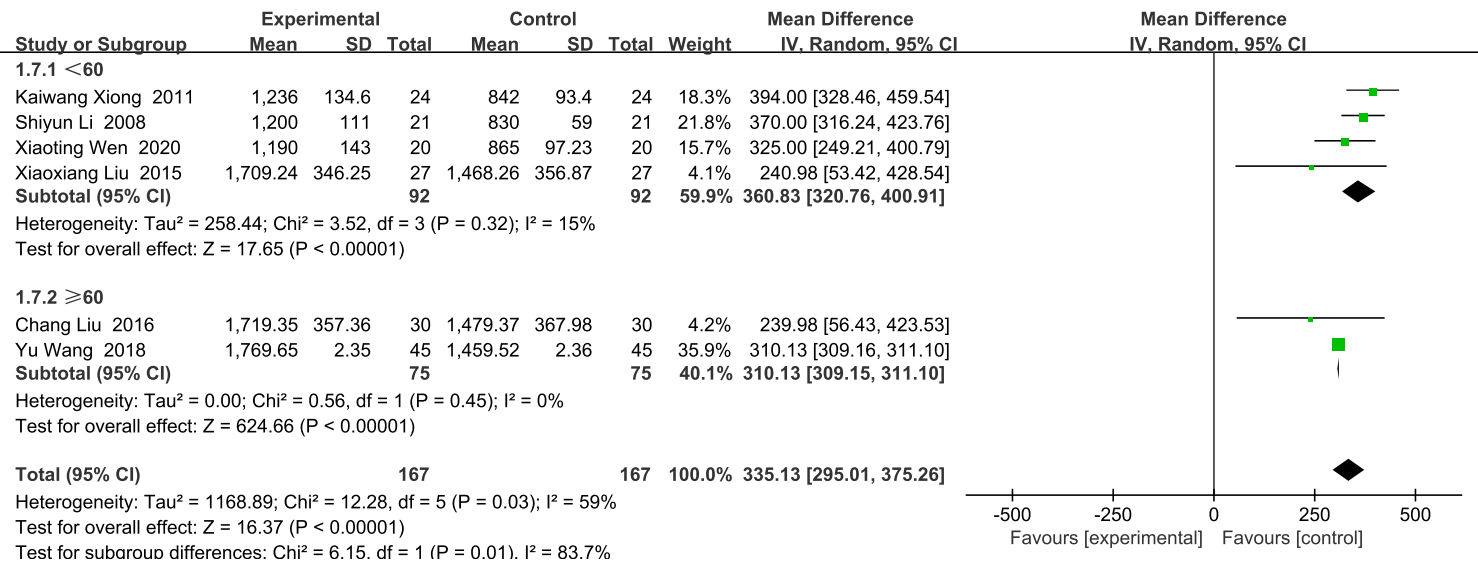 Experimental Control Mean Difference Mean Difference
Study or Subgroup Mean SD Total Mean SD Total Weight IV, Random, 95% CI IV, Random, 95% CI
1.7.1 <60
Kaiwang Xiong 2011 1,236 134.6 24 842 93.4 24 18.3% 394.00 [328.46, 459.54]
Shiyun Li 2008 1,200 111 21 830 59 21 21.8% 370.00 [316.24, 423.76]
Xiaoting Wen 2020 1,190 143 20 865 97.23 20 15.7% 325.00 [249.21, 400.79]
Xiaoxiang Liu 2015 1,709.24 346.25 27 1,468.26 356.87 27 4.1% 240.98 [53.42, 428.54]
Subtotal (95% CI) 92 92 59.9% 360.83 [320.76, 400.91]
Heterogeneity: Tau² = 258.44; Chi² = 3.52, df = 3 (P = 0.32); I² = 15%
Test for overall effect: Z = 17.65 (P < 0.00001)
1.7.2 ≥60
Chang Liu 2016 1,719.35 357.36 30 1,479.37 367.98 30 4.2% 239.98 [56.43, 423.53]
Yu Wang 2018 1,769.65 2.35 45 1,459.52 2.36 45 35.9% 310.13 [309.16, 311.10]
Subtotal (95% CI) 75 75 40.1% 310.13 [309.15, 311.10]
Heterogeneity: Tau² = 0.00; Chi² = 0.56, df = 1 (P = 0.45); I² = 0%
Test for overall effect: Z = 624.66 (P < 0.00001)
Total (95% CI) 167 167 100.0% 335.13 [295.01, 375.26]
Heterogeneity: Tau² = 1168.89; Chi² = 12.28, df = 5 (P = 0.03); I² = 59%
Test for overall effect: Z = 16.37 (P < 0.00001)
Test for subgroup differences: Chi² = 6.15, df = 1 (P = 0.01), I² = 83.7%
-500 -250 0 250 500
Favours [experimental] Favours [control]